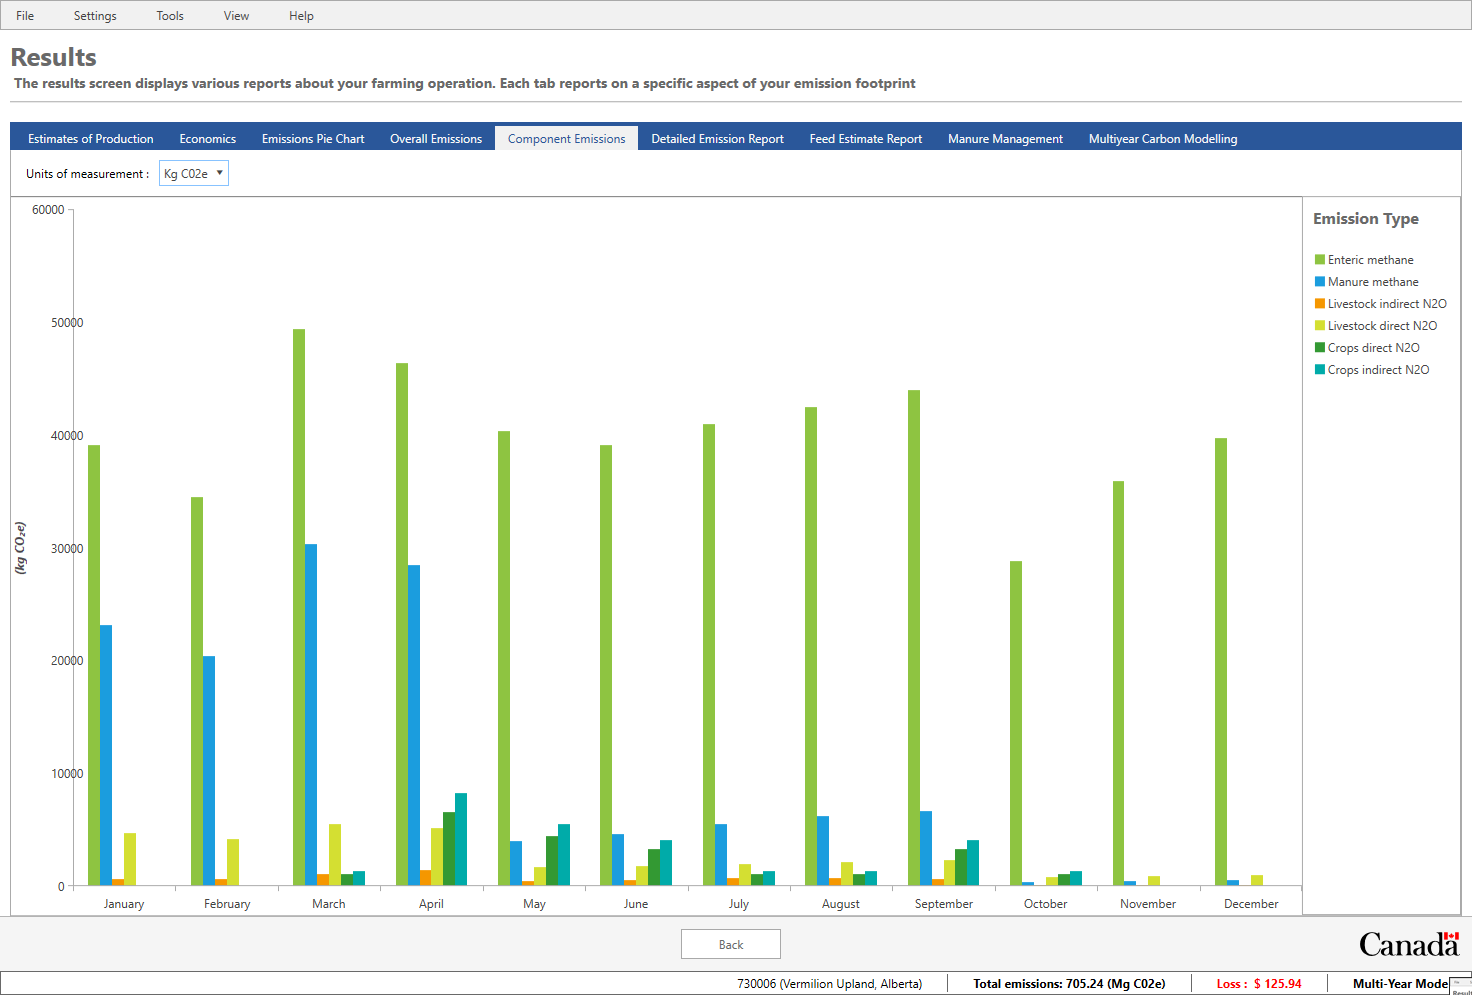 File Settings Tools View Help
Results
The results screen displays various reports about your farming operation. Each tab reports on a specific aspect of your emission footprint
Estimates of Production Economics Emissions Pie Chart Overall Emissions Component Emissions Detailed Emission Report Feed Estimate Report Manure Management Multiyear Carbon Modelling
Units of measurement : Kg C02e
60000
50000
40000
30000
20000
10000
0
(kg CO₂e)
January February March April May June July August September October November December
Emission Type
Enteric methane
Manure methane
Livestock indirect N2O
Livestock direct N2O
Crops direct N2O
Crops indirect N2O
Back
Canada
730006 (Vermilion Upland, Alberta) Total emissions: 705.24 (Mg C02e) Loss : $ 125.94 Multi-Year Mode